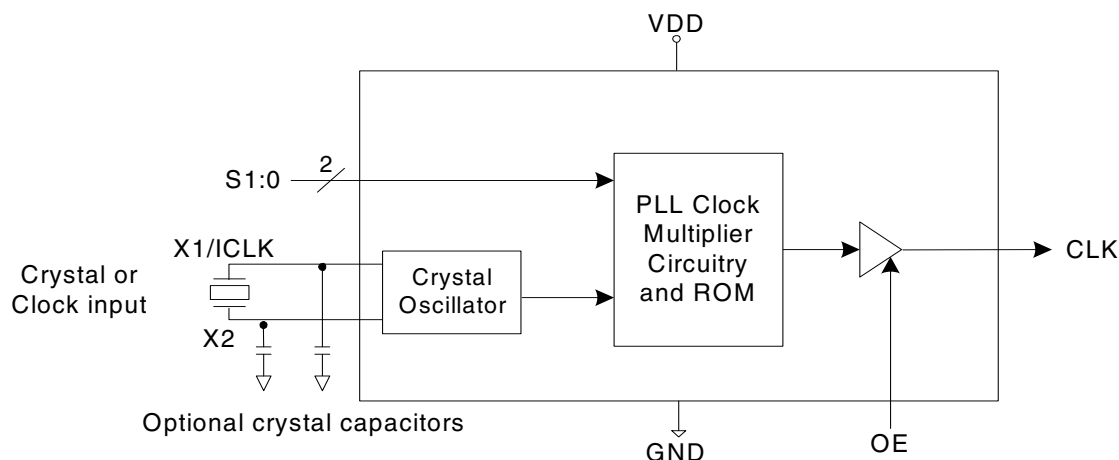 VDD
2
S1:0
PLL Clock
Multiplier
Circuitry
and ROM
CLK
X1/ICLK
Crystal or
Clock input
Crystal
Oscillator
X2
Optional crystal capacitors
GND
OE